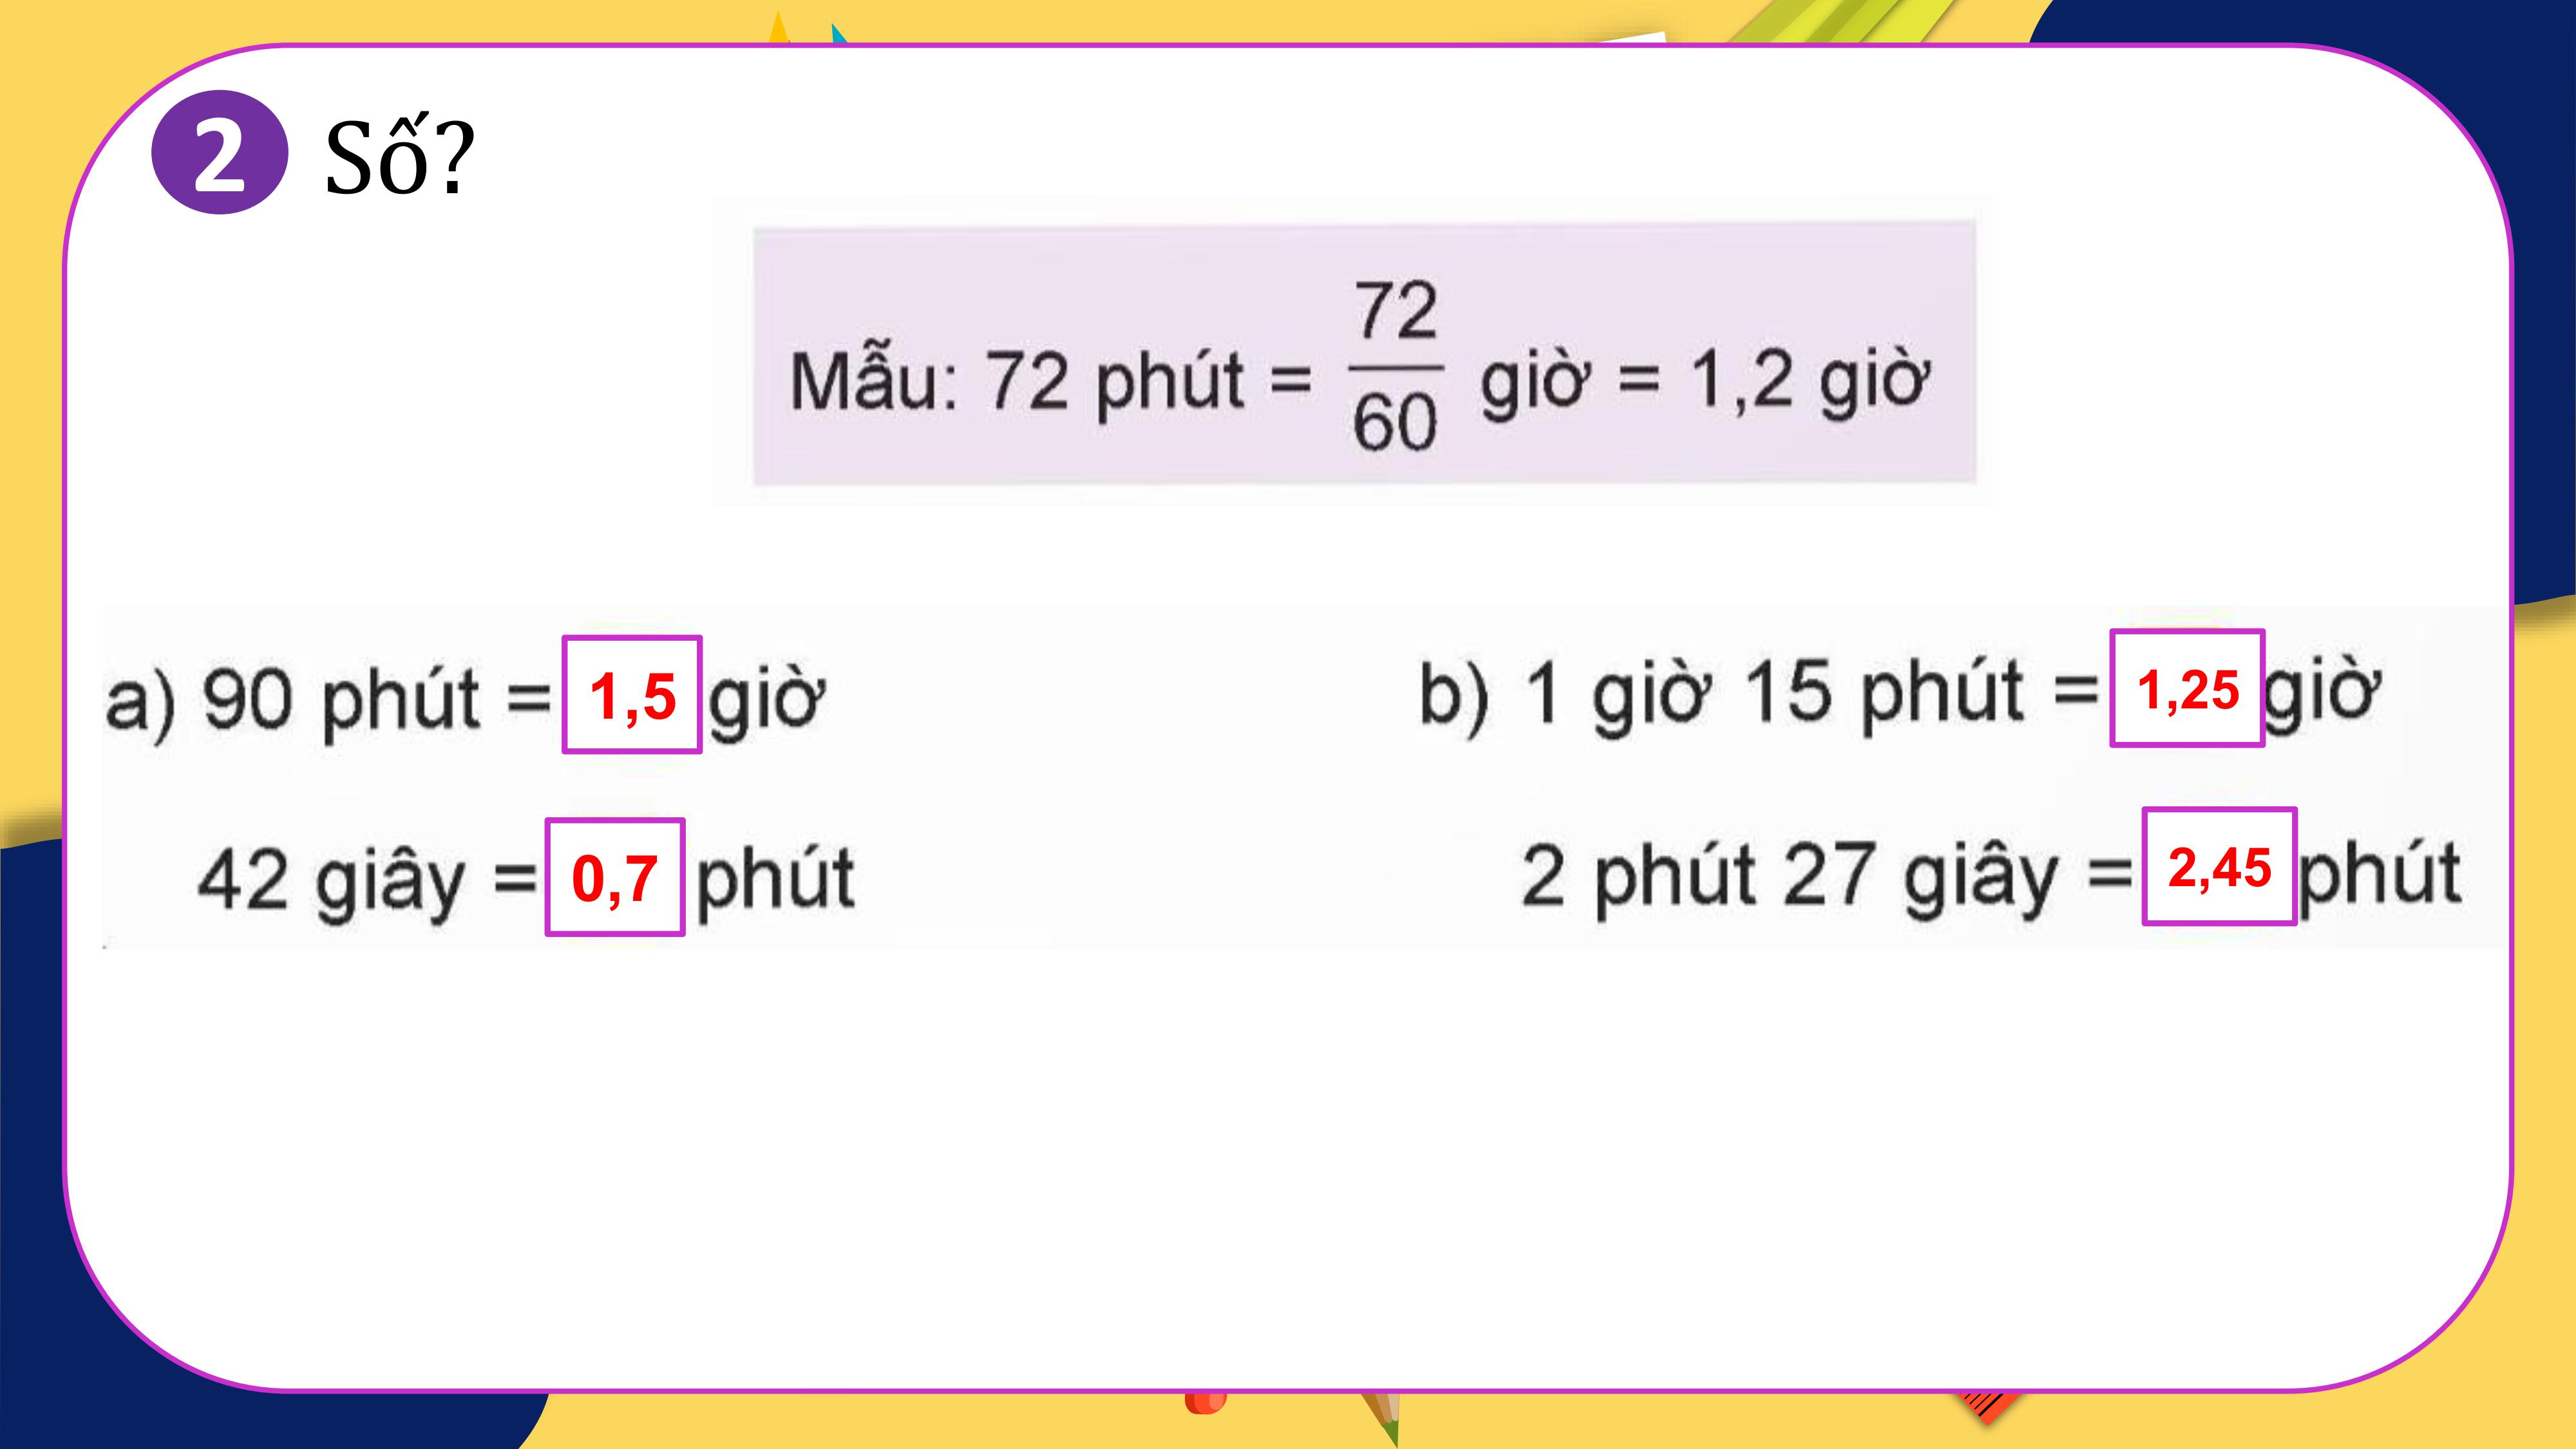 2 Số?
Mẫu: 72 phút = 72/60 giờ = 1,2 giờ
a) 90 phút = 1,5 giờ
b) 1 giờ 15 phút = 1,25 giờ
42 giây = 0,7 phút
2 phút 27 giây = 2,45 phút